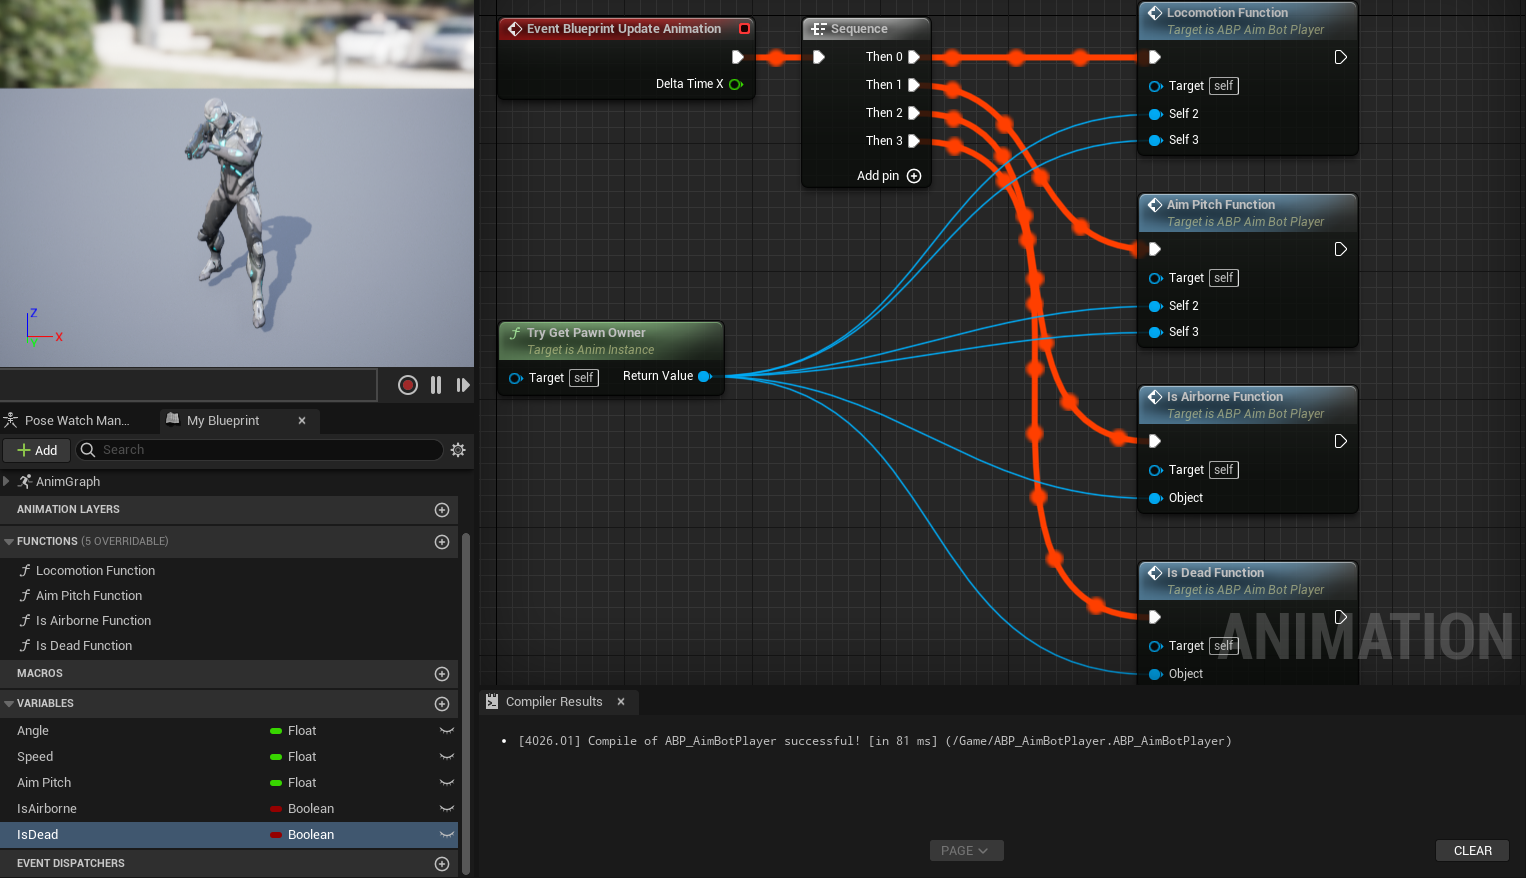 Z
X
Y
Pose Watch Man...
My Blueprint
Add
Search
AnimGraph
ANIMATION LAYERS
FUNCTIONS (5 OVERRIDABLE)
Locomotion Function
Aim Pitch Function
Is Airborne Function
Is Dead Function
MACROS
VARIABLES
Angle Float
Speed Float
Aim Pitch Float
IsAirborne Boolean
IsDead Boolean
EVENT DISPATCHERS
Event Blueprint Update Animation
Delta Time X
Sequence
Then 0
Then 1
Then 2
Then 3
Add pin
Try Get Pawn Owner
Target is Anim Instance
Target self Return Value
Locomotion Function
Target is ABP Aim Bot Player
Target self
Self 2
Self 3
Aim Pitch Function
Target is ABP Aim Bot Player
Target self
Self 2
Self 3
Is Airborne Function
Target is ABP Aim Bot Player
Target self
Object
Is Dead Function
Target is ABP Aim Bot Player
Target self
Object
ANIMATION
Compiler Results
[4026.01] Compile of ABP_AimBotPlayer successful! [in 81 ms] (/Game/ABP_AimBotPlayer.ABP_AimBotPlayer)
PAGE
CLEAR